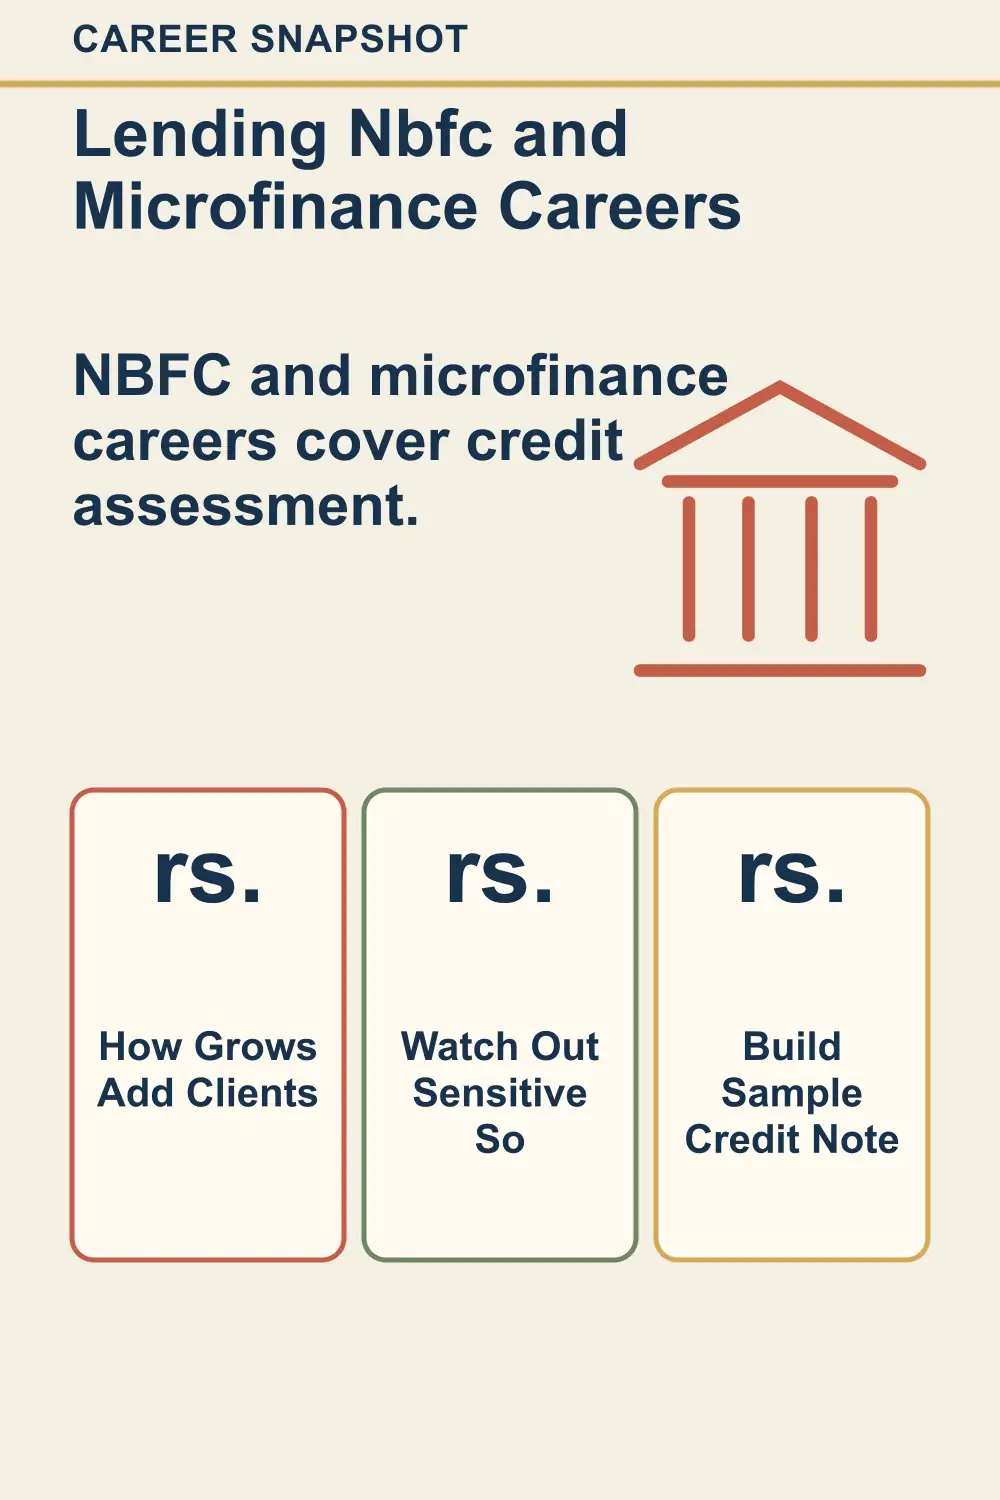 CAREER SNAPSHOT
Lending Nbfc and
Microfinance Careers
NBFC and microfinance
careers cover credit
assessment.
rs.
How Grows
Add Clients
rs.
Watch Out
Sensitive
So
rs.
Build
Sample
Credit Note